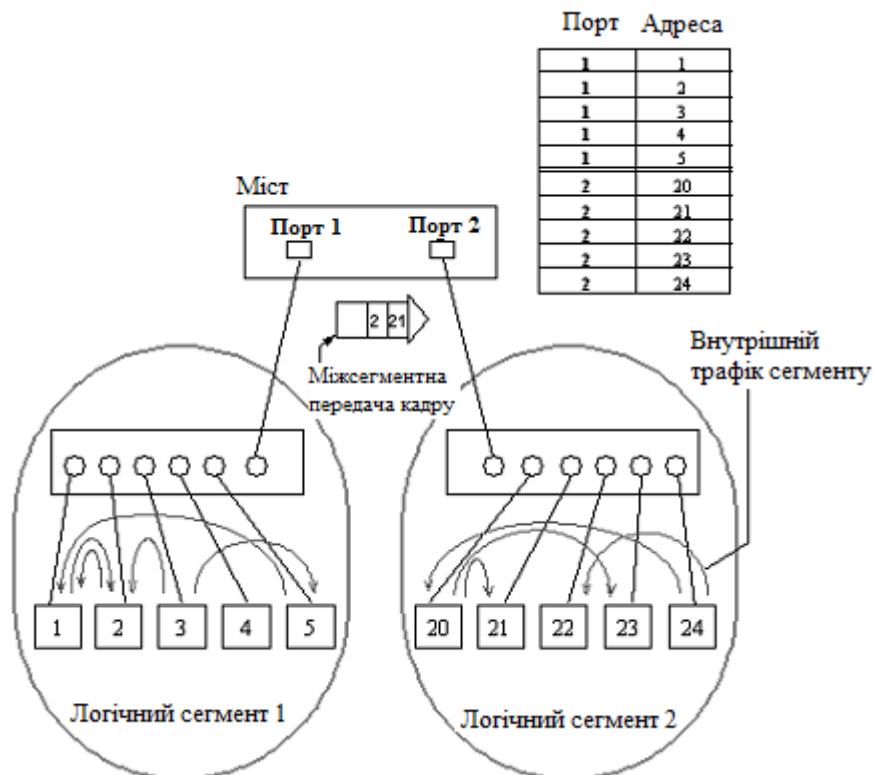 Порт Адреса
1 1
1 2
1 3
1 4
1 5
2 20
2 21
2 22
2 23
2 24
Міст
Порт 1 Порт 2
2 21
Міжсегментна
передача кадру
Внутрішній
трафік сегменту
1 2 3 4 5
20 21 22 23 24
Логічний сегмент 1
Логічний сегмент 2